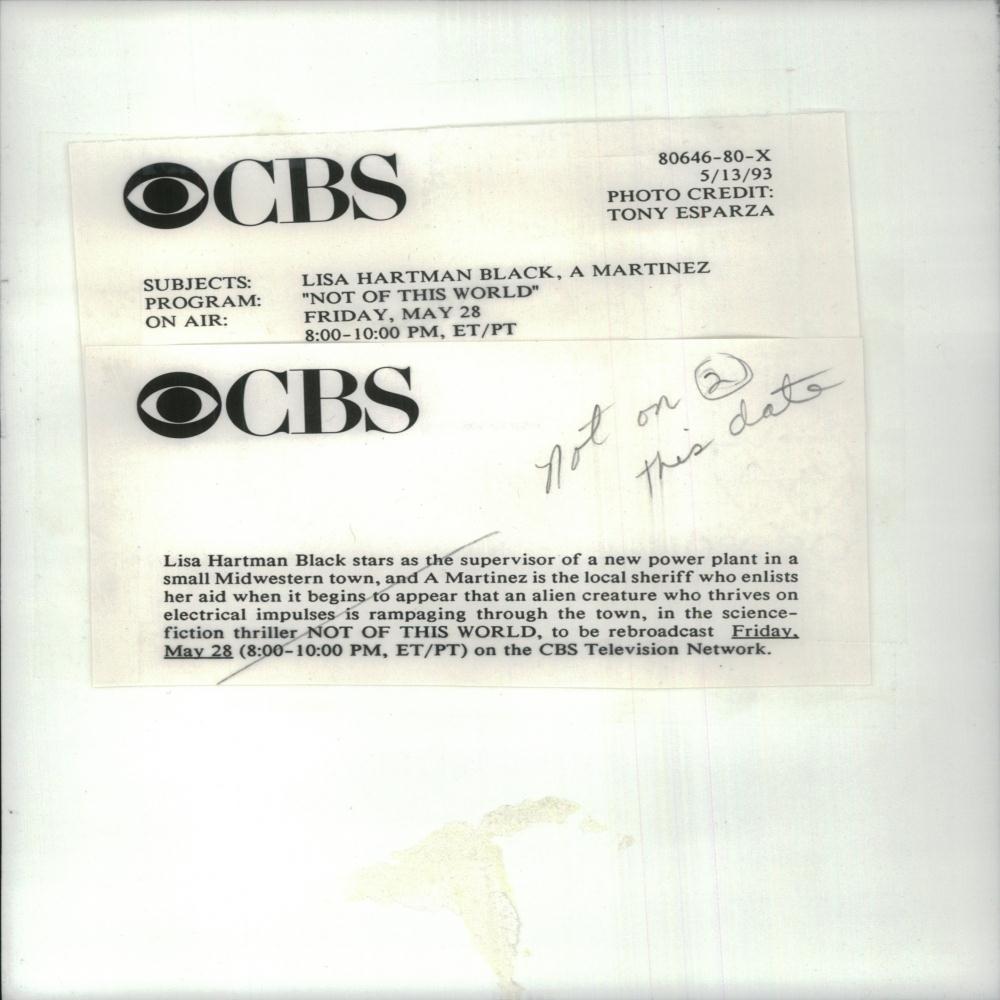 CBS
80646-80-X
5/13/93
PHOTO CREDIT:
TONY ESPARZA
SUBJECTS: LISA HARTMAN BLACK, A MARTINEZ
PROGRAM: "NOT OF THIS WORLD"
ON AIR: FRIDAY, MAY 28
8:00-10:00 PM, ET/PT
CBS
Not on 2
this date
Lisa Hartman Black stars as the supervisor of a new power plant in a
small Midwestern town, and A Martinez is the local sheriff who enlists
her aid when it begins to appear that an alien creature who thrives on
electrical impulses is rampaging through the town, in the science-
fiction thriller NOT OF THIS WORLD, to be rebroadcast Friday,
May 28 (8:00-10:00 PM, ET/PT) on the CBS Television Network.